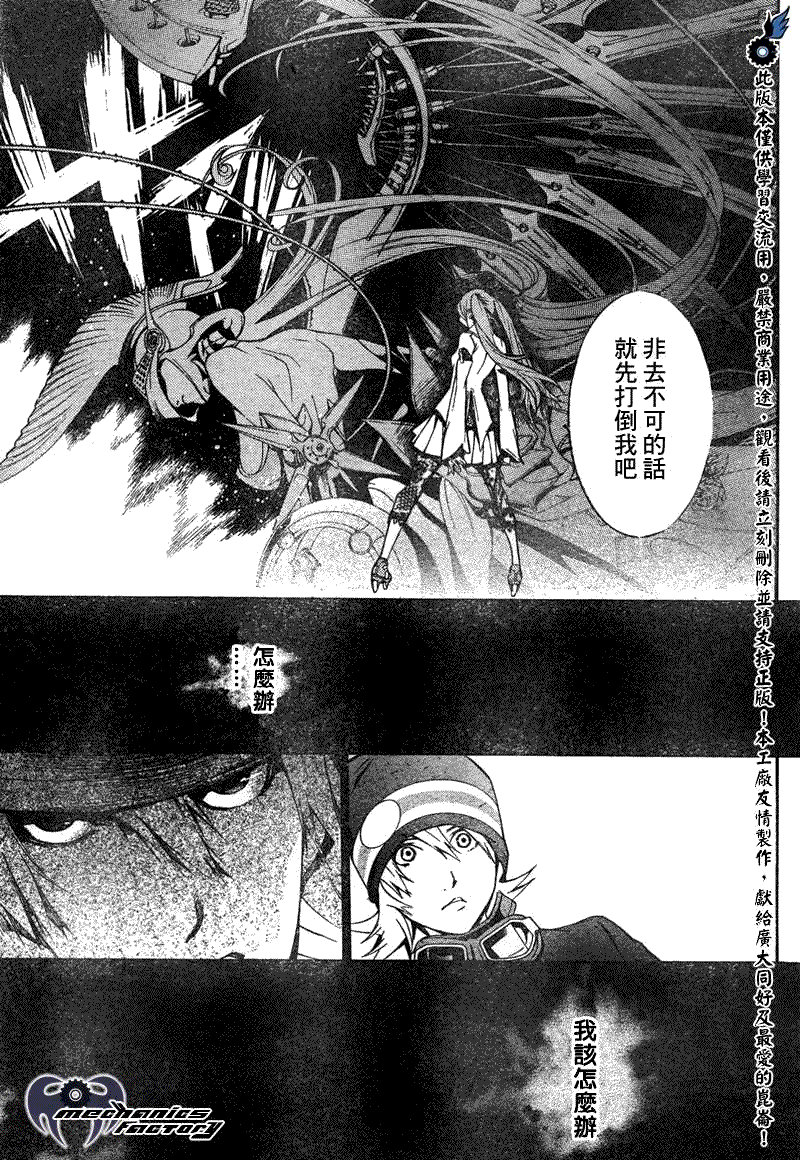 非去不可的話
就先打倒我吧
怎麼辦
……
我該怎麼辦
此版本僅供學習交流用，嚴禁商業用途，觀看後請立刻刪除並請支持正版！本工廠友情製作，獻給廣大同好及最愛的崑崙！
mechanics
factory